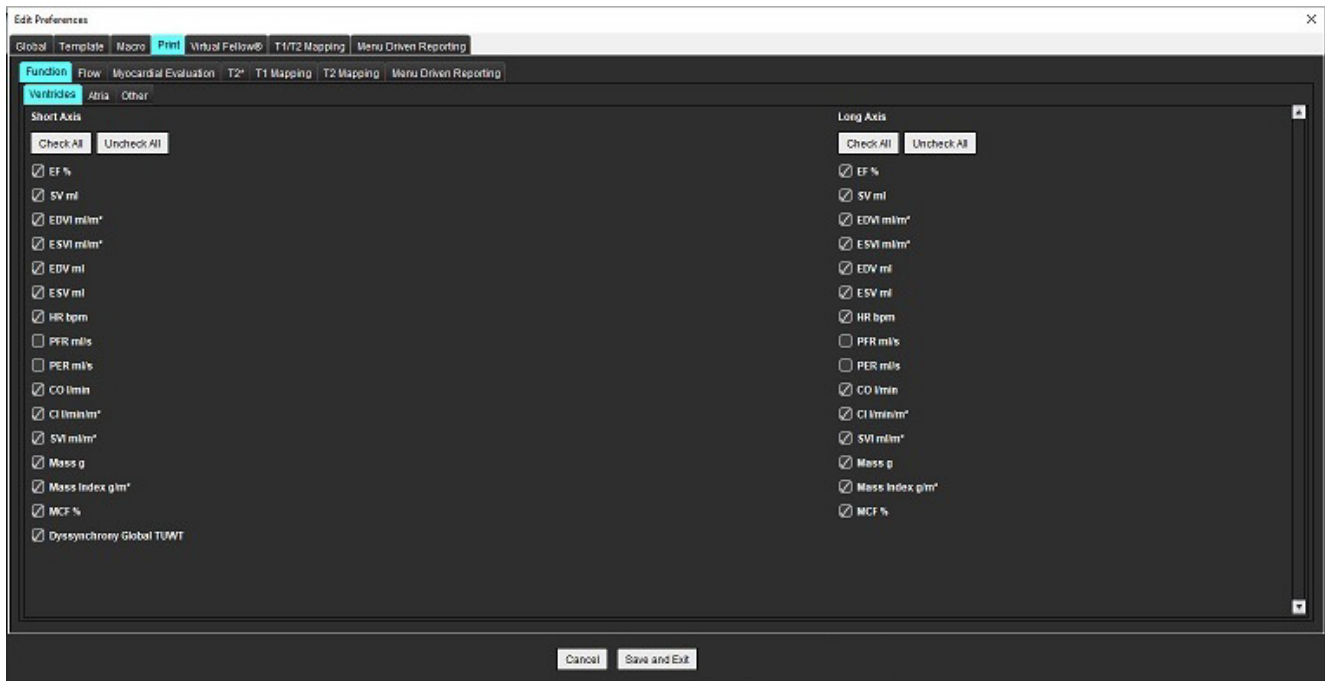 Edit Preferences
Global Template Macro Print Virtual Fellow® T1/T2 Mapping Menu Driven Reporting
Function Flow Myocardial Evaluation T2* T1 Mapping T2 Mapping Menu Driven Reporting
Ventricles Atria Other
Short Axis
Check All Uncheck All
EF %
SV ml
EDVI ml/m²
ESVI ml/m²
EDV ml
ESV ml
HR bpm
PFR ml/s
PER ml/s
CO l/min
CI l/min/m²
SVI ml/m²
Mass g
Mass Index g/m²
MCF %
Dyssynchrony Global TUWT
Long Axis
Check All Uncheck All
EF %
SV ml
EDVI ml/m²
ESVI ml/m²
EDV ml
ESV ml
HR bpm
PFR ml/s
PER ml/s
CO l/min
CI l/min/m²
SVI ml/m²
Mass g
Mass Index g/m²
MCF %
Cancel Save and Exit